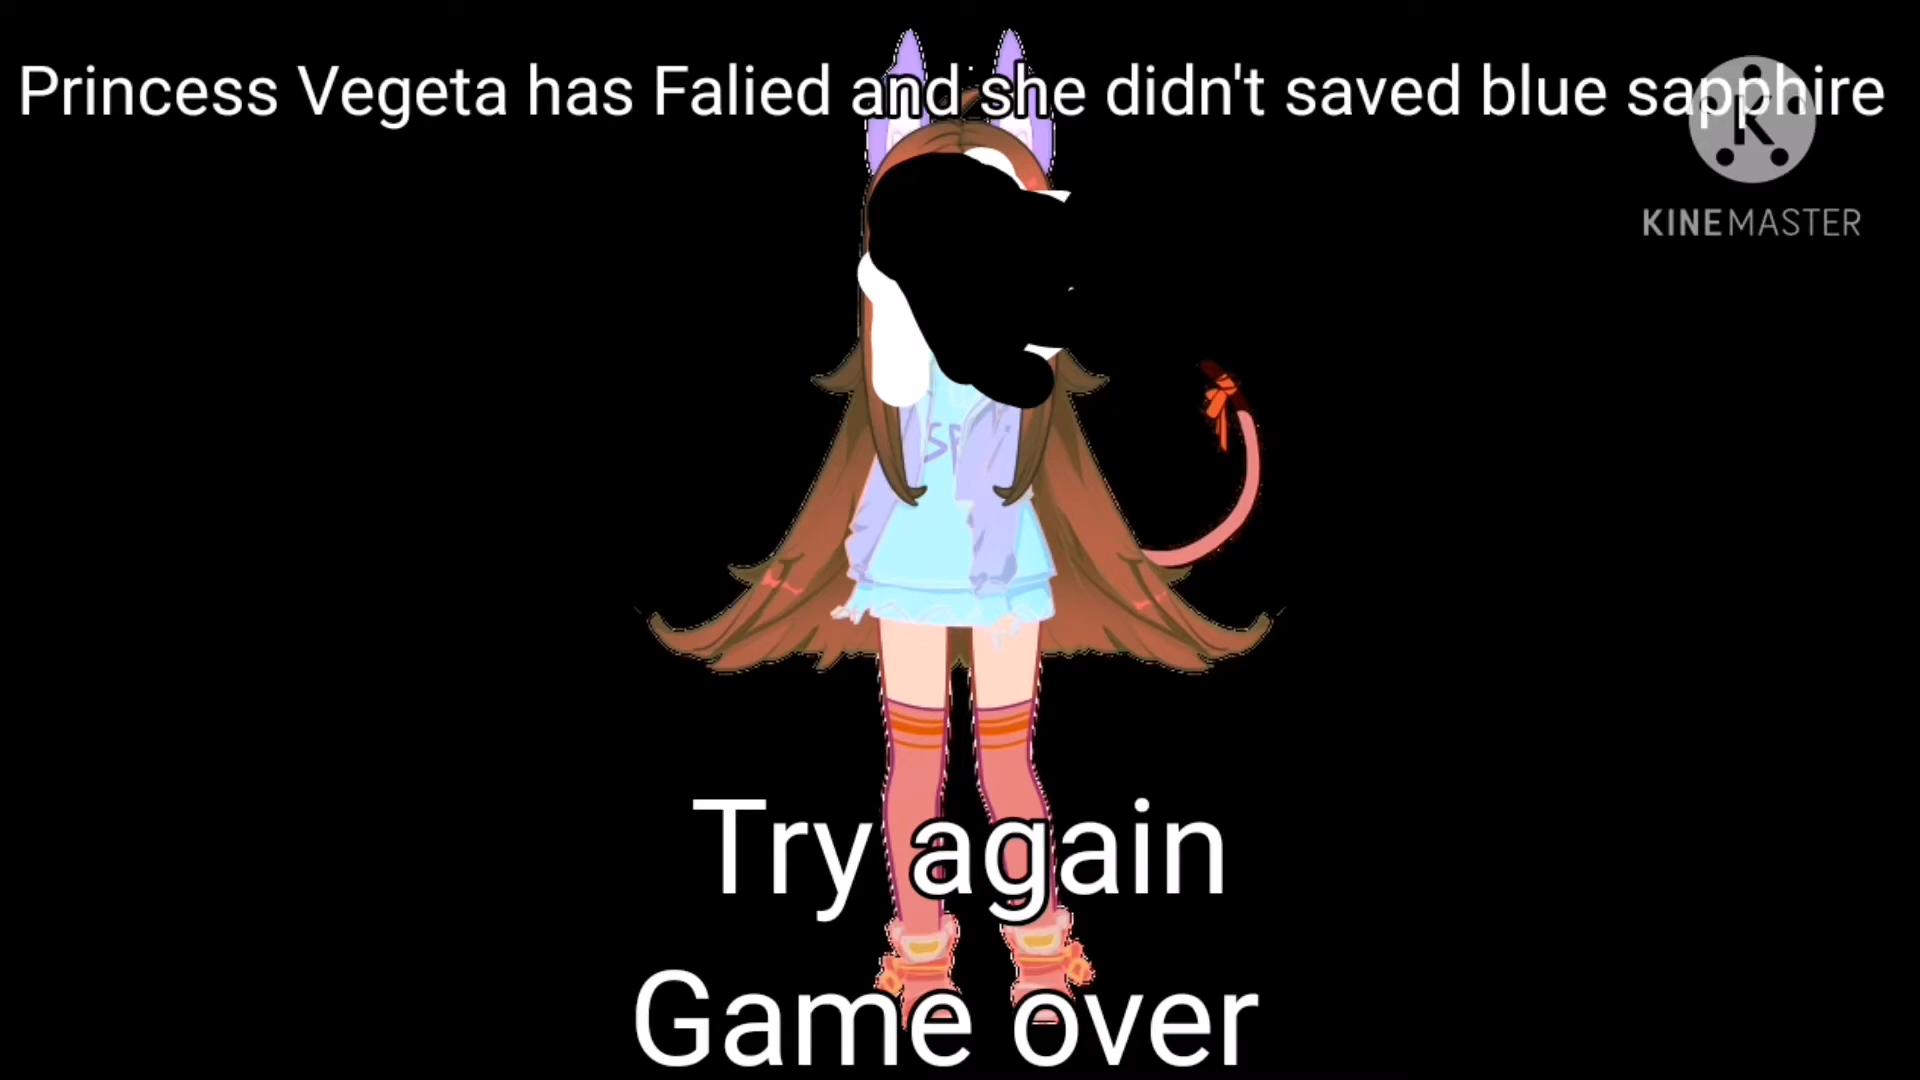 Princess Vegeta has Falied and she didn't saved blue sapphire
K
KINEMASTER
Try again
Game over